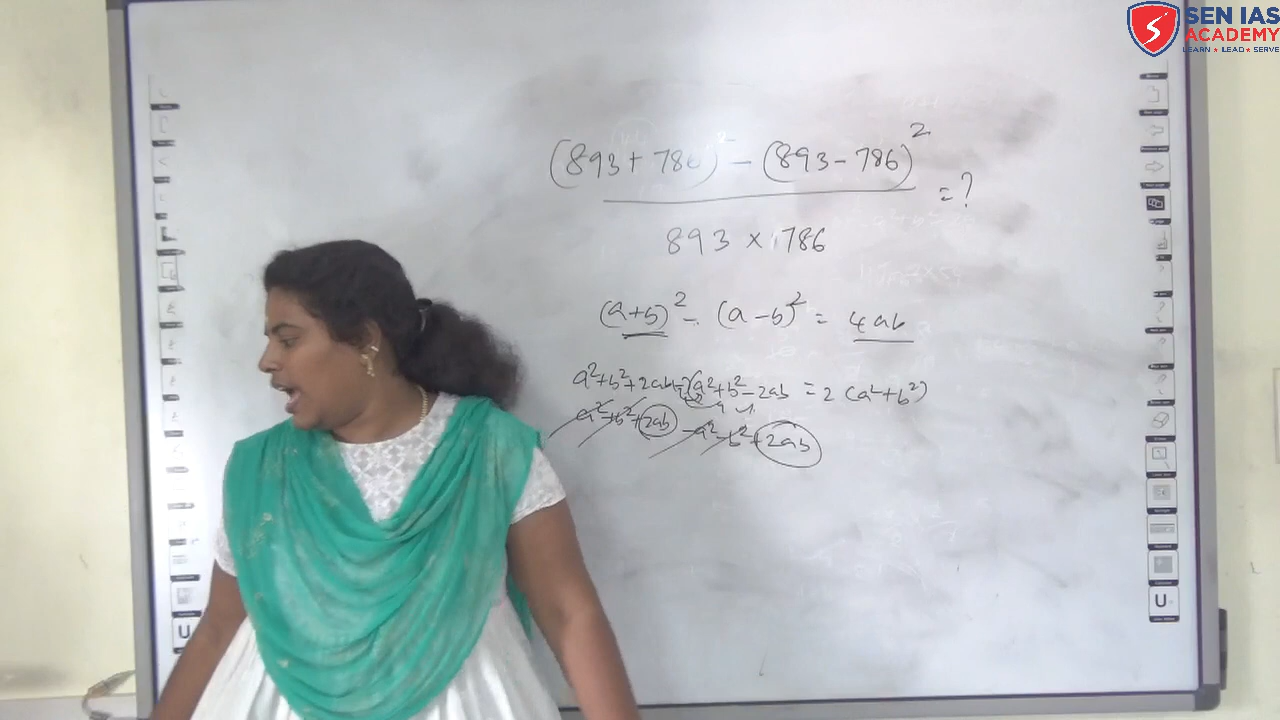 SEN IAS
ACADEMY
LEARN ★ LEAD ★ SERVE
(893 + 786)² − (893 − 786)²
= ?
893 × 786
(a+b)² − (a−b)² = 4ab
a²+b²+2ab − (a²+b²−2ab = 2(a²+b²)
a²+b²+2ab − a²−b²+2ab
U
U